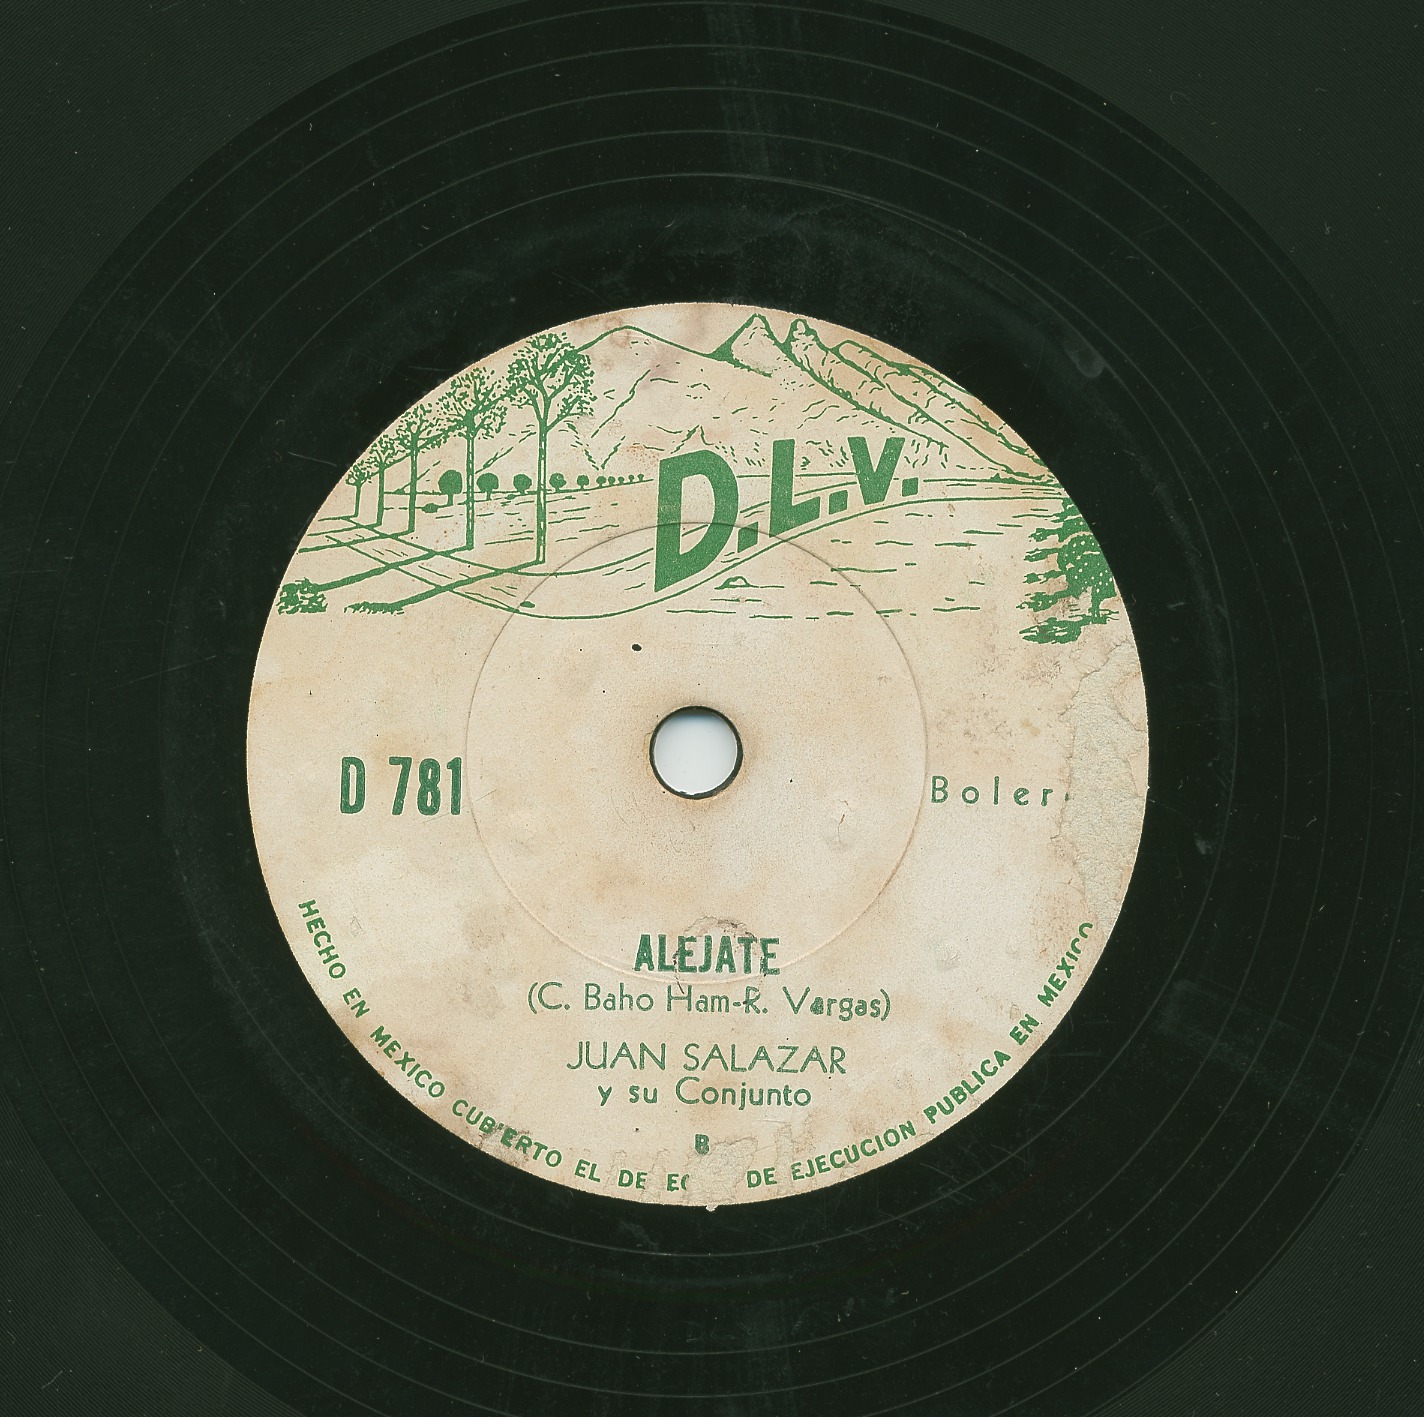 D.L.V.
D 781
Boler
ALEJATE
(C. Baho Ham-R. Vargas)
JUAN SALAZAR
y su Conjunto
B
HECHO EN MEXICO CUBIERTO EL DE DE EJECUCION PUBLICA EN MEXICO